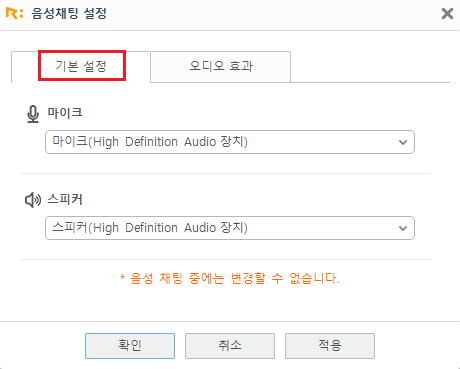 R: 음성채팅 설정
기본 설정 오디오 효과
마이크
마이크(High Definition Audio 장치)
스피커
스피커(High Definition Audio 장치)
* 음성 채팅 중에는 변경할 수 없습니다.
확인 취소 적용